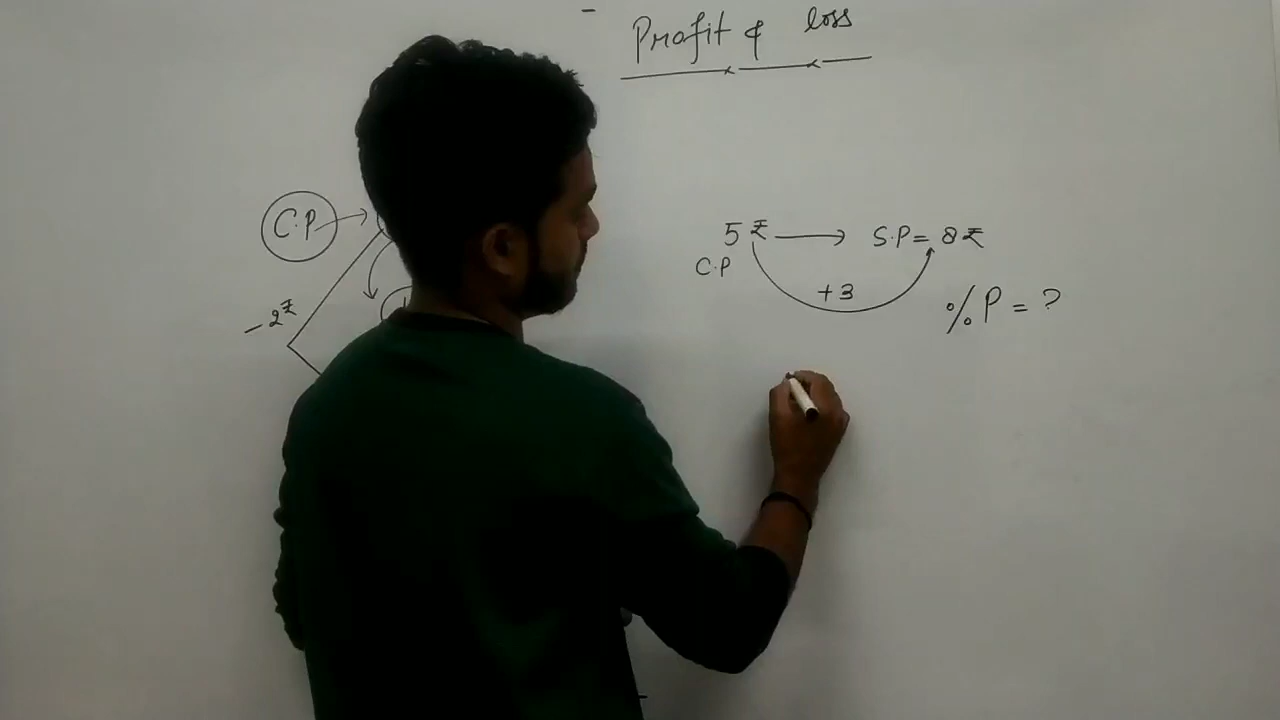 Profit & loss
C.P
5 ₹ → S.P = 8 ₹
C.P
+3
- 2 ₹
% P = ?